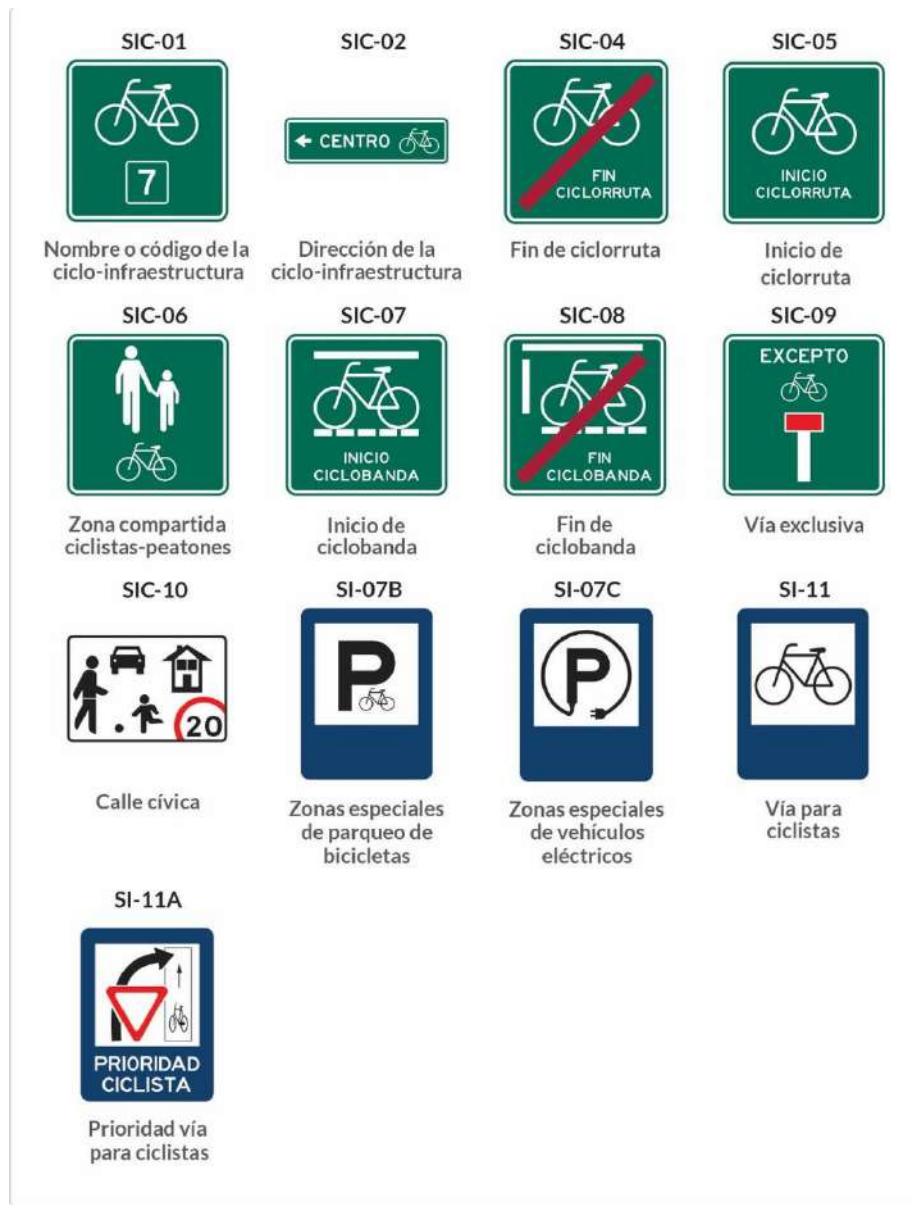 SIC-01
SIC-02
SIC-04
SIC-05
7
← CENTRO
FIN
CICLORRUTA
INICIO
CICLORRUTA
Nombre o código de la
ciclo-infraestructura
Dirección de la
ciclo-infraestructura
Fin de ciclorruta
Inicio de
ciclorruta
SIC-06
SIC-07
SIC-08
SIC-09
INICIO
CICLOBANDA
FIN
CICLOBANDA
EXCEPTO
Zona compartida
ciclistas-peatones
Inicio de
ciclobanda
Fin de
ciclobanda
Vía exclusiva
SIC-10
SI-07B
SI-07C
SI-11
20
P
P
Calle cívica
Zonas especiales
de parqueo de
bicicletas
Zonas especiales
de vehículos
eléctricos
Vía para
ciclistas
SI-11A
PRIORIDAD
CICLISTA
Prioridad vía
para ciclistas